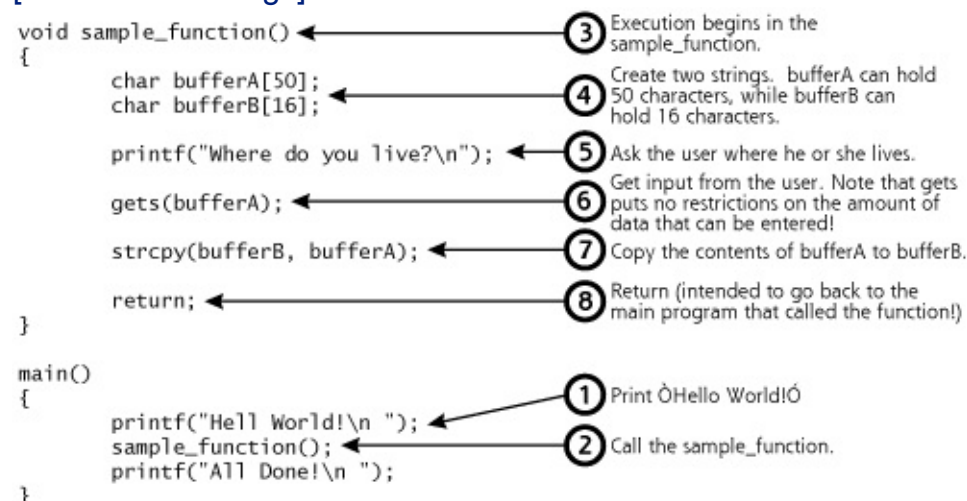 void sample_function()
{
char bufferA[50];
char bufferB[16];
printf("Where do you live?\n");
gets(bufferA);
strcpy(bufferB, bufferA);
return;
}
main()
{
printf("Hell World!\n ");
sample_function();
printf("All Done!\n ");
}
3 Execution begins in the
sample_function.
4 Create two strings. bufferA can hold
50 characters, while bufferB can
hold 16 characters.
5 Ask the user where he or she lives.
6 Get input from the user. Note that gets
puts no restrictions on the amount of
data that can be entered!
7 Copy the contents of bufferA to bufferB.
8 Return (intended to go back to the
main program that called the function!)
1 Print ÒHello World!Ó
2 Call the sample_function.